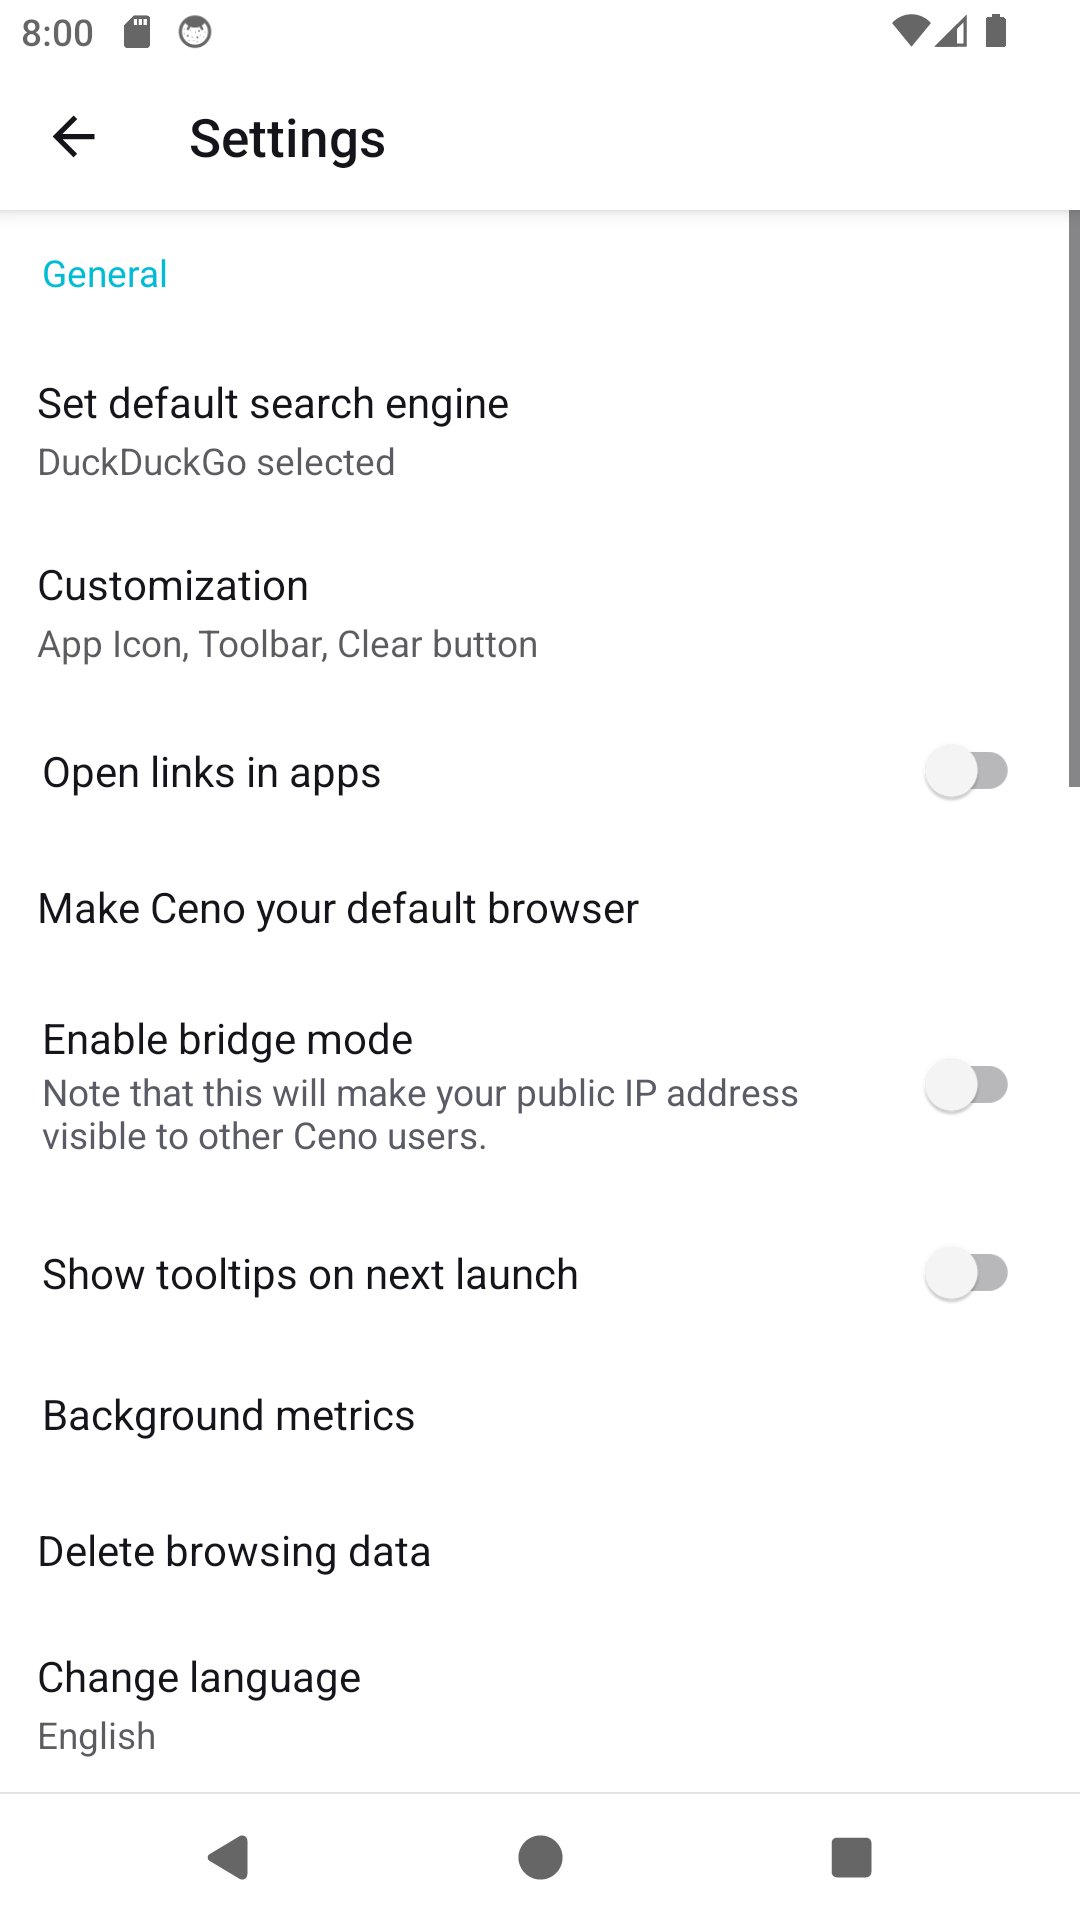 8:00
Settings
General
Set default search engine
DuckDuckGo selected
Customization
App Icon, Toolbar, Clear button
Open links in apps
Make Ceno your default browser
Enable bridge mode
Note that this will make your public IP address
visible to other Ceno users.
Show tooltips on next launch
Background metrics
Delete browsing data
Change language
English